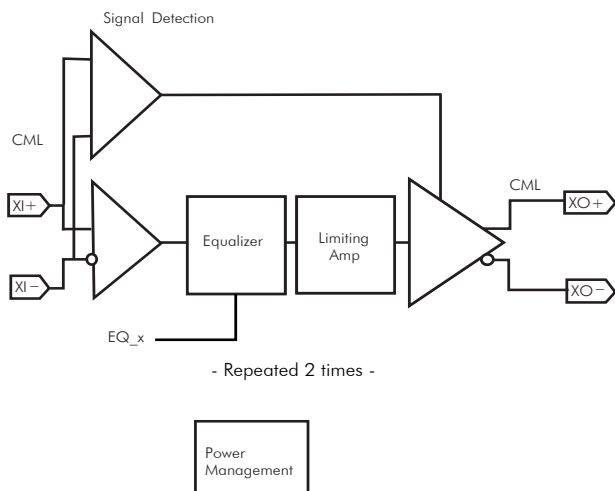 Signal Detection
CML
XI+
XI−
Equalizer
Limiting
Amp
CML
XO+
XO−
EQ_x
- Repeated 2 times -
Power
Management